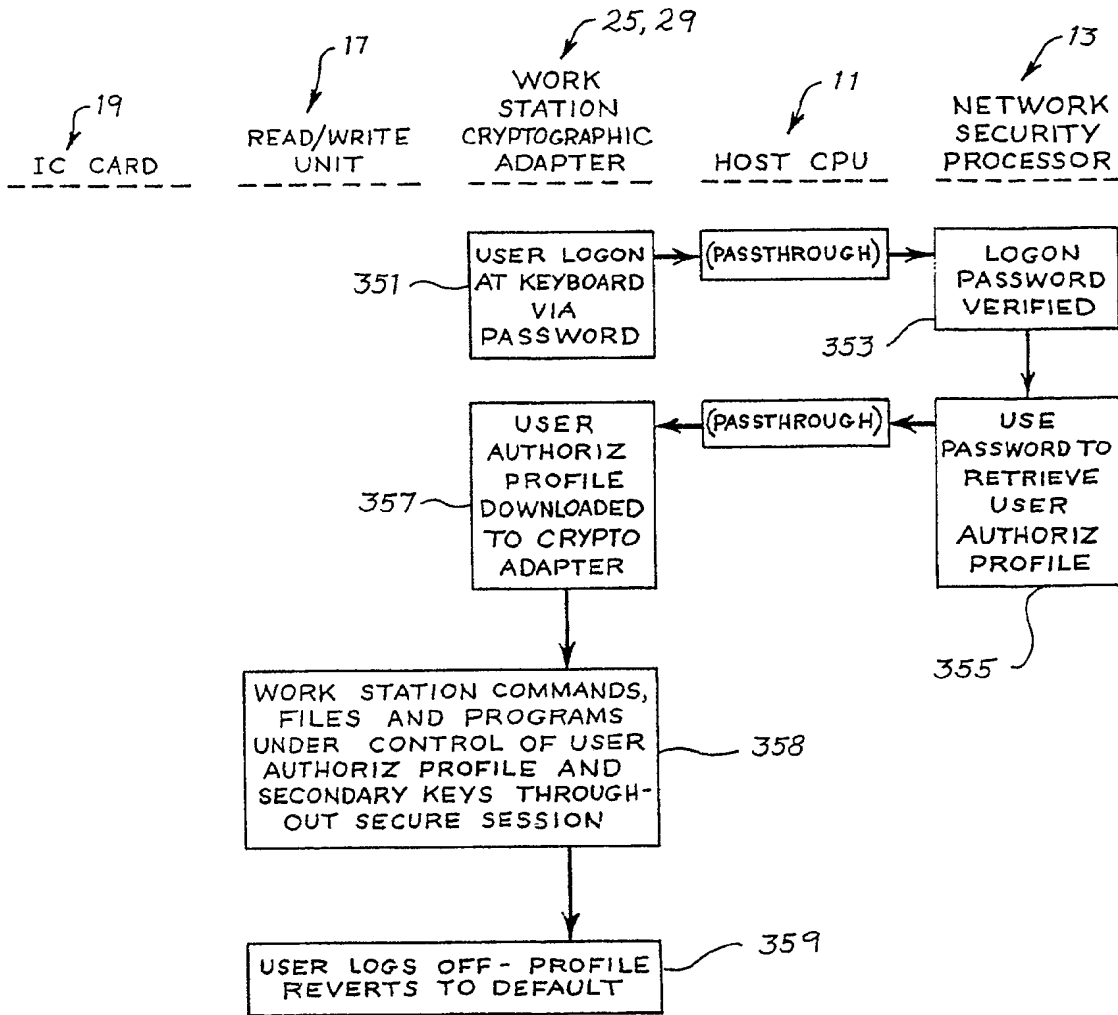 25, 29
17
13
19
11
WORK
STATION
CRYPTOGRAPHIC
ADAPTER
NETWORK
SECURITY
PROCESSOR
READ/WRITE
UNIT
IC CARD
HOST CPU
USER LOGON
AT KEYBOARD
VIA
PASSWORD
351
(PASSTHROUGH)
LOGON
PASSWORD
VERIFIED
353
USER
AUTHORIZ
PROFILE
DOWNLOADED
TO CRYPTO
ADAPTER
357
(PASSTHROUGH)
USE
PASSWORD TO
RETRIEVE
USER
AUTHORIZ
PROFILE
355
WORK STATION COMMANDS,
FILES AND PROGRAMS
UNDER CONTROL OF USER
AUTHORIZ PROFILE AND
SECONDARY KEYS THROUGH-
OUT SECURE SESSION
358
USER LOGS OFF - PROFILE
REVERTS TO DEFAULT
359